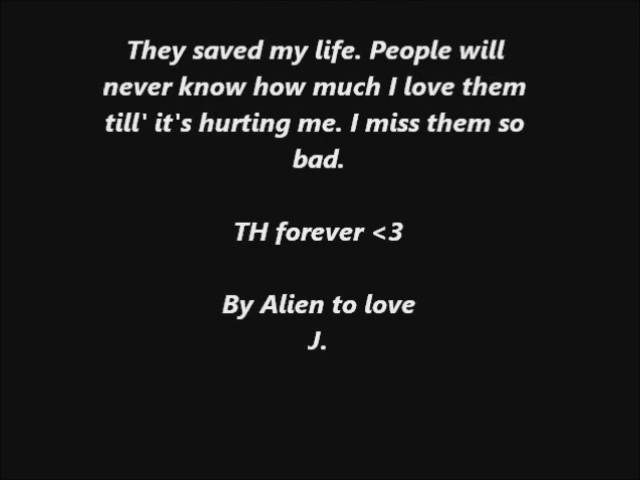 They saved my life. People will
never know how much I love them
till' it's hurting me. I miss them so
bad.
TH forever <3
By Alien to love
J.